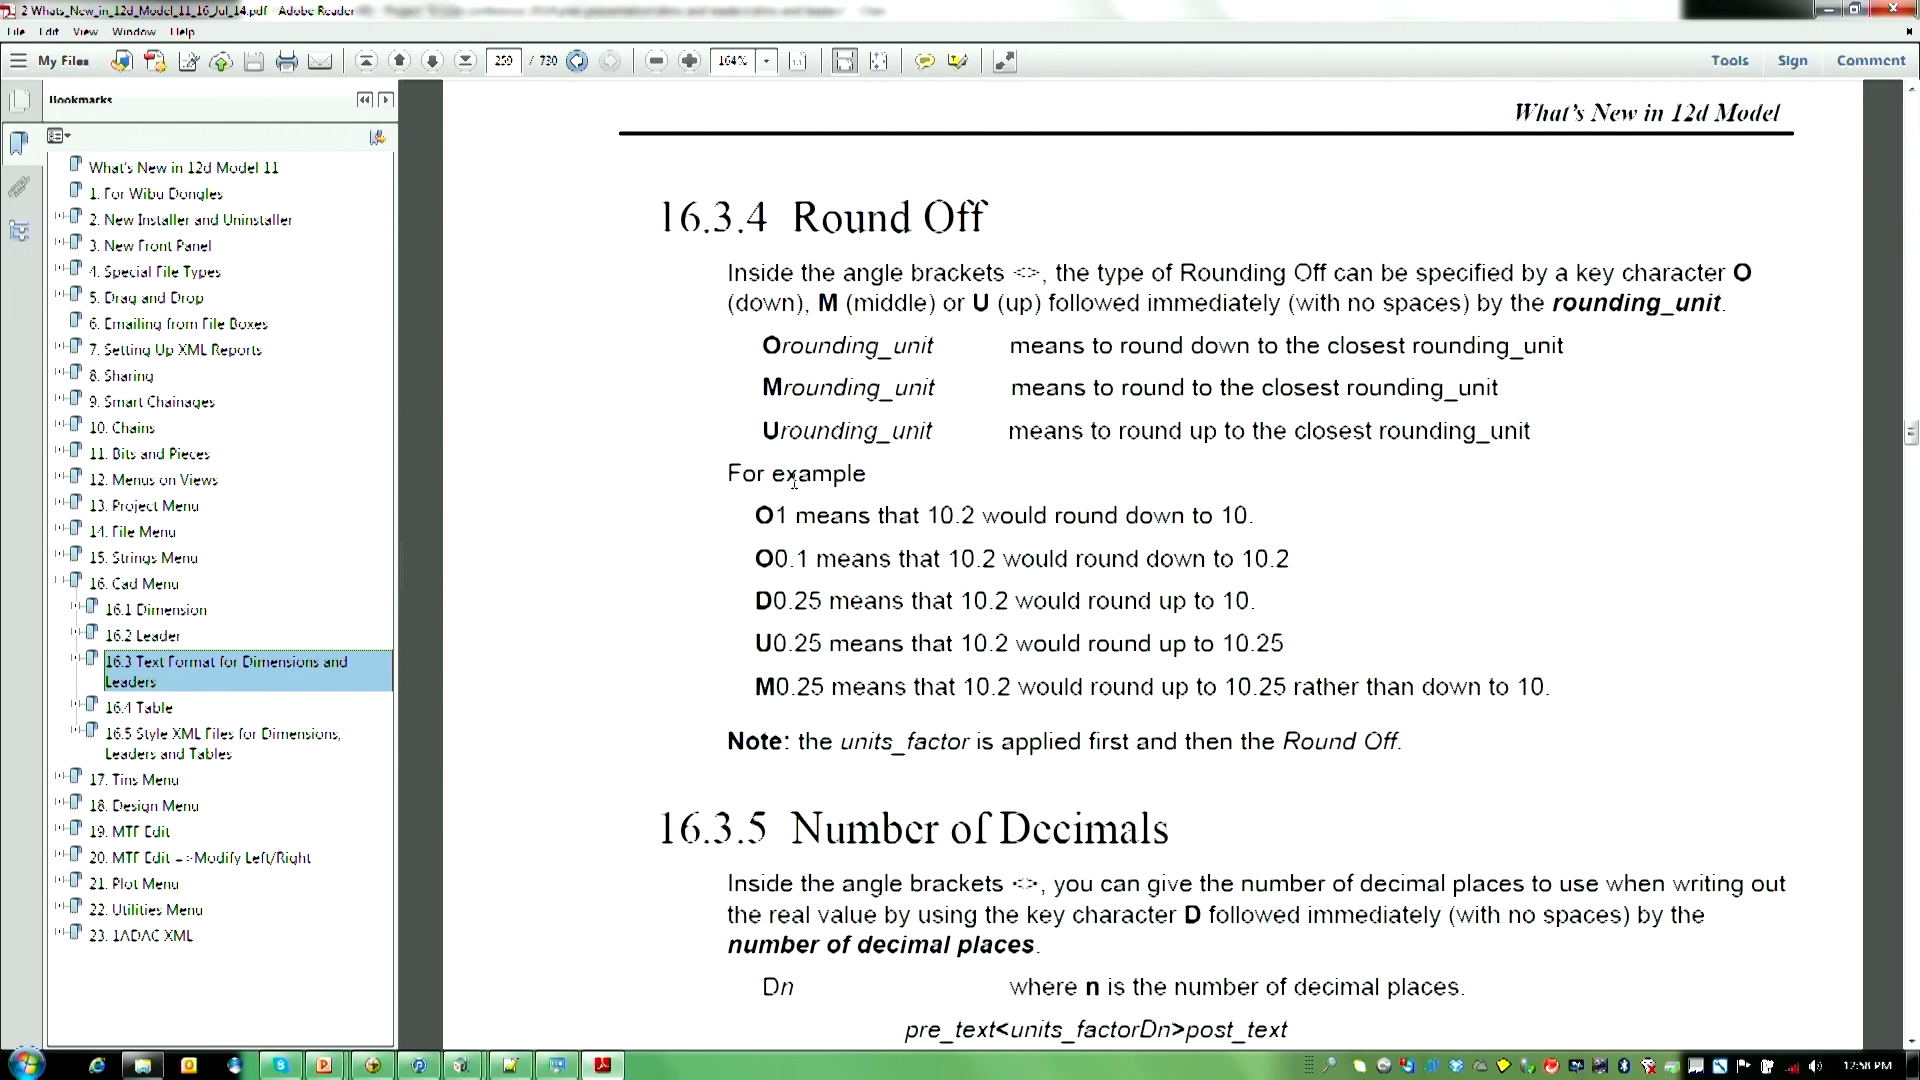 2 Whats_New_in_12d_Model_11_16_Jul_14.pdf - Adobe Reader
File Edit View Window Help
My Files
259 / 730
164%
Tools Sign Comment
Bookmarks
What's New in 12d Model 11
1. For Wibu Dongles
2. New Installer and Uninstaller
3. New Front Panel
4. Special File Types
5. Drag and Drop
6. Emailing from File Boxes
7. Setting Up XML Reports
8. Sharing
9. Smart Chainages
10. Chains
11. Bits and Pieces
12. Menus on Views
13. Project Menu
14. File Menu
15. Strings Menu
16. Cad Menu
16.1 Dimension
16.2 Leader
16.3 Text Format for Dimensions and
Leaders
16.4 Table
16.5 Style XML Files for Dimensions,
Leaders and Tables
17. Tins Menu
18. Design Menu
19. MTF Edit
20. MTF Edit =>Modify Left/Right
21. Plot Menu
22. Utilities Menu
23. 1ADAC XML
What's New in 12d Model
16.3.4 Round Off
Inside the angle brackets <>, the type of Rounding Off can be specified by a key character O
(down), M (middle) or U (up) followed immediately (with no spaces) by the rounding_unit.
Orounding_unit means to round down to the closest rounding_unit
Mrounding_unit means to round to the closest rounding_unit
Urounding_unit means to round up to the closest rounding_unit
For example
O1 means that 10.2 would round down to 10.
O0.1 means that 10.2 would round down to 10.2
D0.25 means that 10.2 would round up to 10.
U0.25 means that 10.2 would round up to 10.25
M0.25 means that 10.2 would round up to 10.25 rather than down to 10.
Note: the units_factor is applied first and then the Round Off.
16.3.5 Number of Decimals
Inside the angle brackets <>, you can give the number of decimal places to use when writing out
the real value by using the key character D followed immediately (with no spaces) by the
number of decimal places.
Dn where n is the number of decimal places.
pre_text<units_factorDn>post_text
12:58 PM